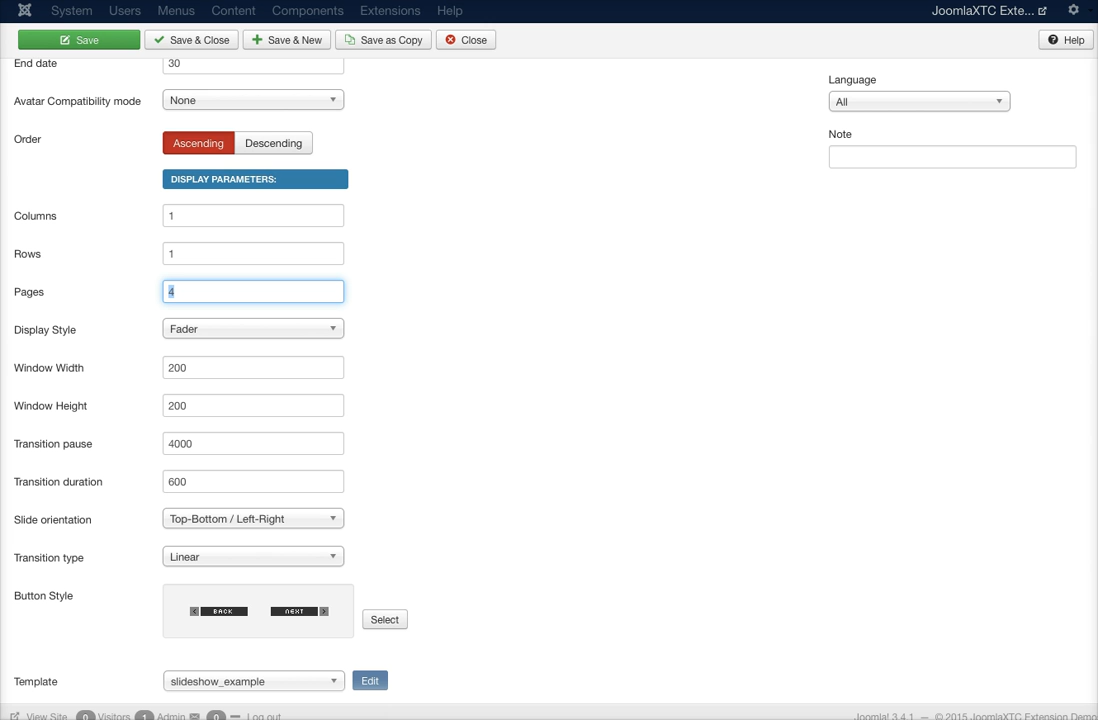 System Users Menus Content Components Extensions Help JoomlaXTC Exte...
Save Save & Close Save & New Save as Copy Close Help
End date 30
Language
Avatar Compatibility mode None
All
Note
Order Ascending Descending
DISPLAY PARAMETERS:
Columns 1
Rows 1
Pages 4
Display Style Fader
Window Width 200
Window Height 200
Transition pause 4000
Transition duration 600
Slide orientation Top-Bottom / Left-Right
Transition type Linear
Button Style
< BACK NEXT >
Select
Template slideshow_example Edit
View Site 0 Visitors 1 Admin 0 Log out Joomla! 3.4.1 — © 2015 JoomlaXTC Extension Demo